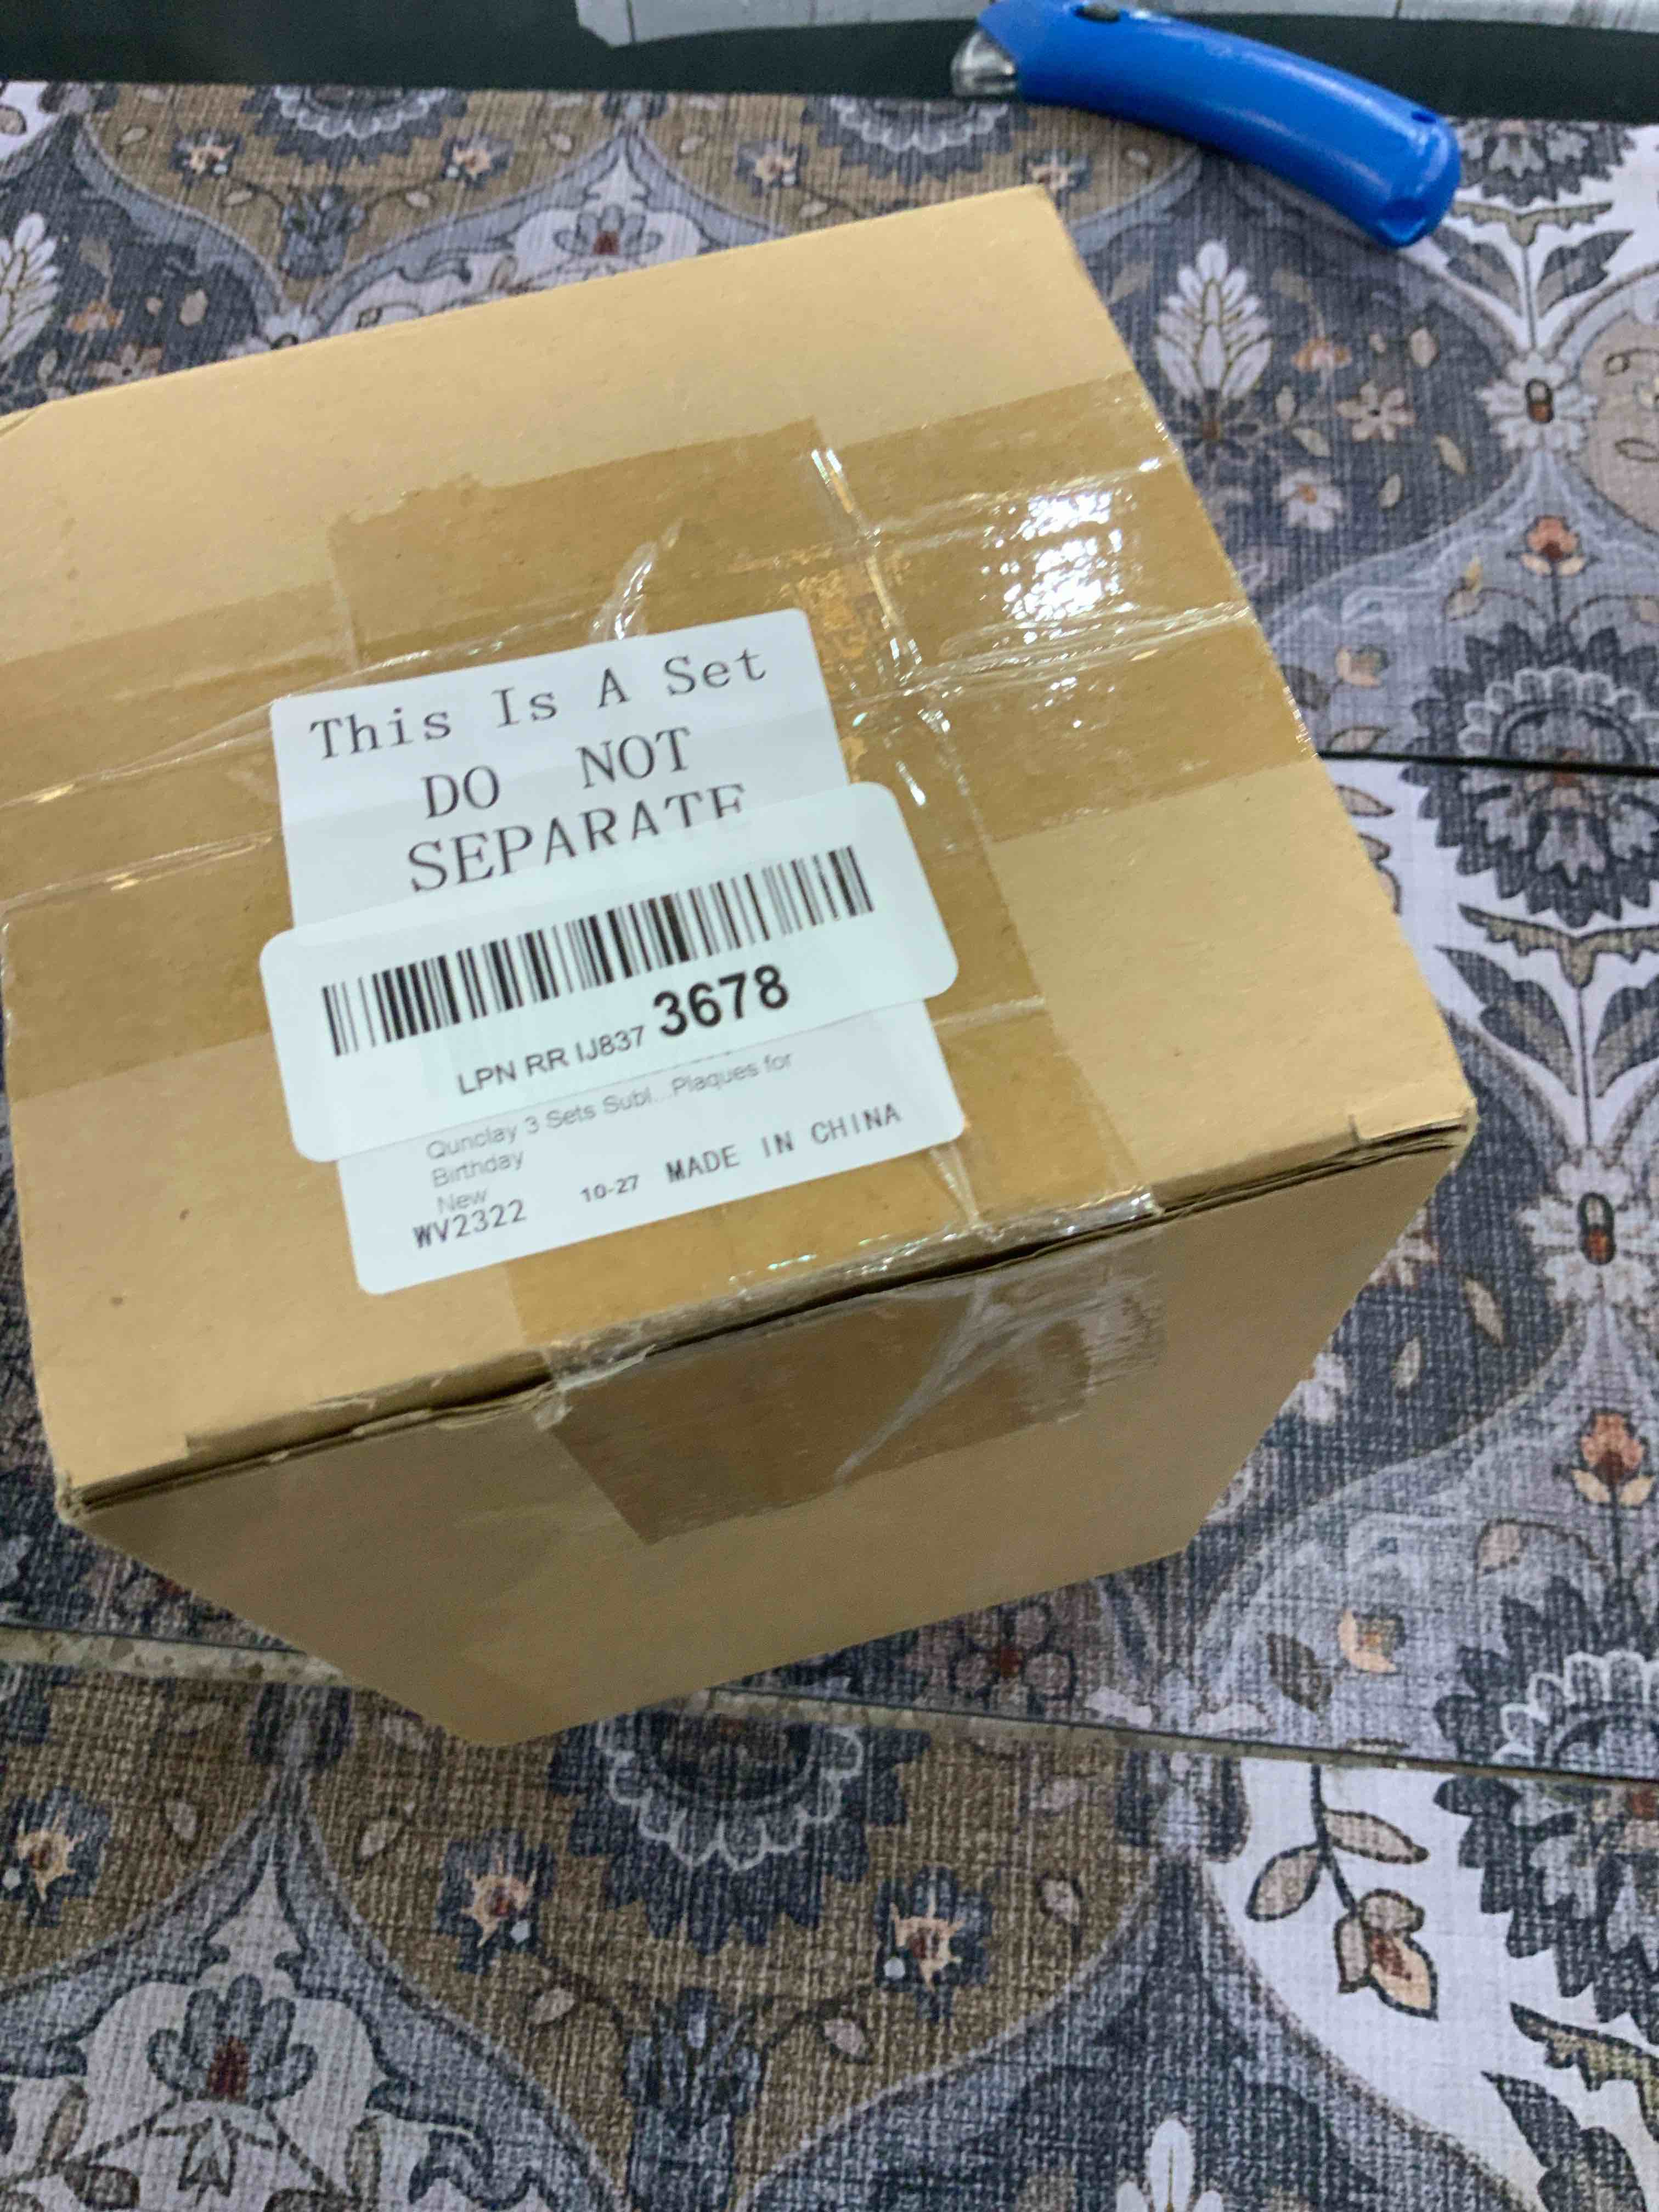 This Is A Set
DO NOT
SEPARATE
LPN RR IJ837 3678
Qunclay 3 Sets Subl...Plaques for
Birthday
New
WV2322 10-27 MADE IN CHINA